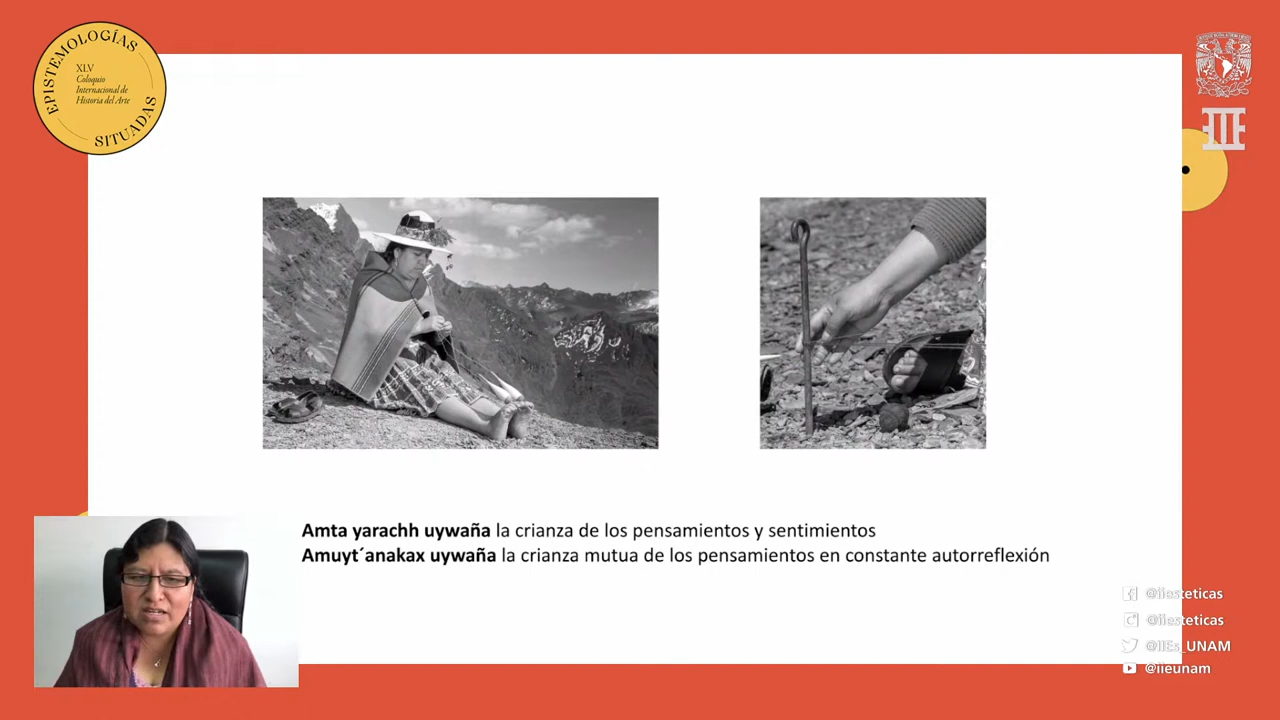 EPISTEMOLOGÍAS
XLV
Coloquio
Internacional de
Historia del Arte
SITUADAS
Amta yarachh uywaña la crianza de los pensamientos y sentimientos
Amuyt´anakax uywaña la crianza mutua de los pensamientos en constante autorreflexión
@iiesteticas
@iiesteticas
@IIEs_UNAM
@iieunam